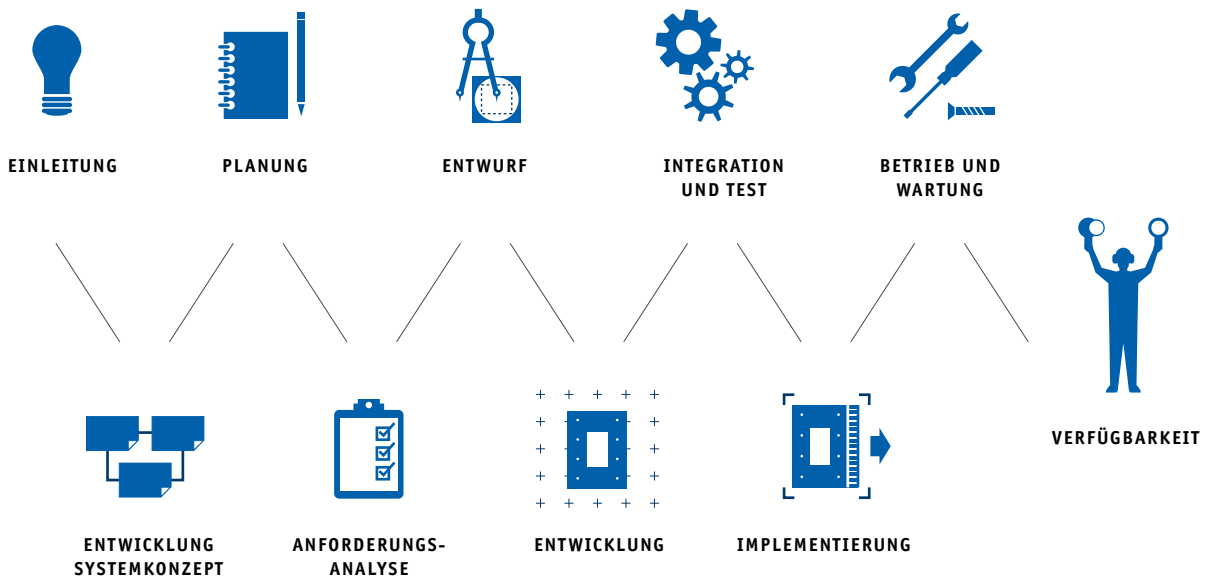 EINLEITUNG
PLANUNG
ENTWURF
INTEGRATION
UND TEST
BETRIEB UND
WARTUNG
VERFÜGBARKEIT
ENTWICKLUNG
SYSTEMKONZEPT
ANFORDERUNGS-
ANALYSE
ENTWICKLUNG
IMPLEMENTIERUNG